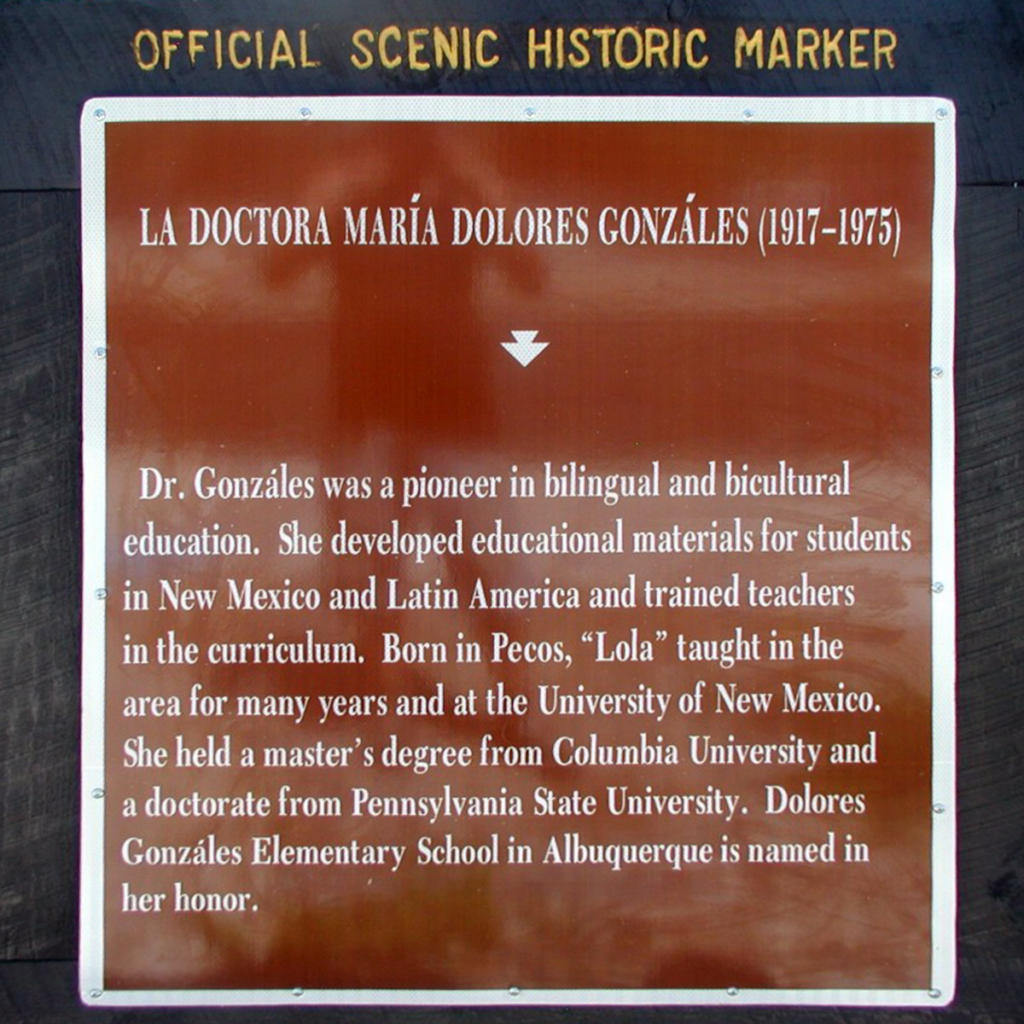 OFFICIAL SCENIC HISTORIC MARKER
LA DOCTORA MARÍA DOLORES GONZÁLES (1917–1975)
Dr. Gonzáles was a pioneer in bilingual and bicultural
education. She developed educational materials for students
in New Mexico and Latin America and trained teachers
in the curriculum. Born in Pecos, “Lola” taught in the
area for many years and at the University of New Mexico.
She held a master’s degree from Columbia University and
a doctorate from Pennsylvania State University. Dolores
Gonzáles Elementary School in Albuquerque is named in
her honor.